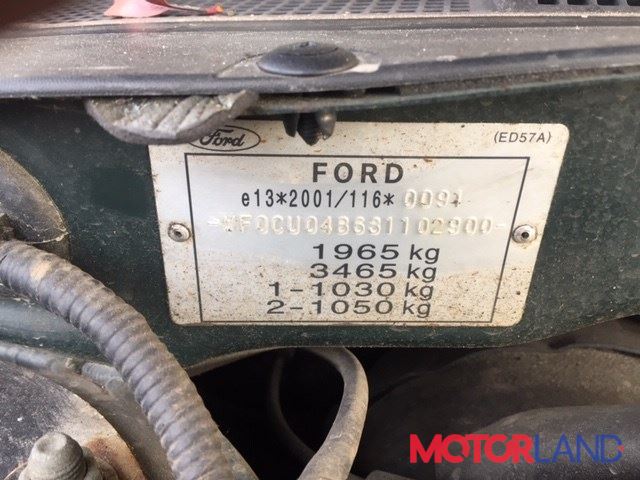 Ford
(ED57A)
FORD
e13*2001/116*
1965 kg
3465 kg
1-1030 kg
2-1050 kg
MOTORLAND